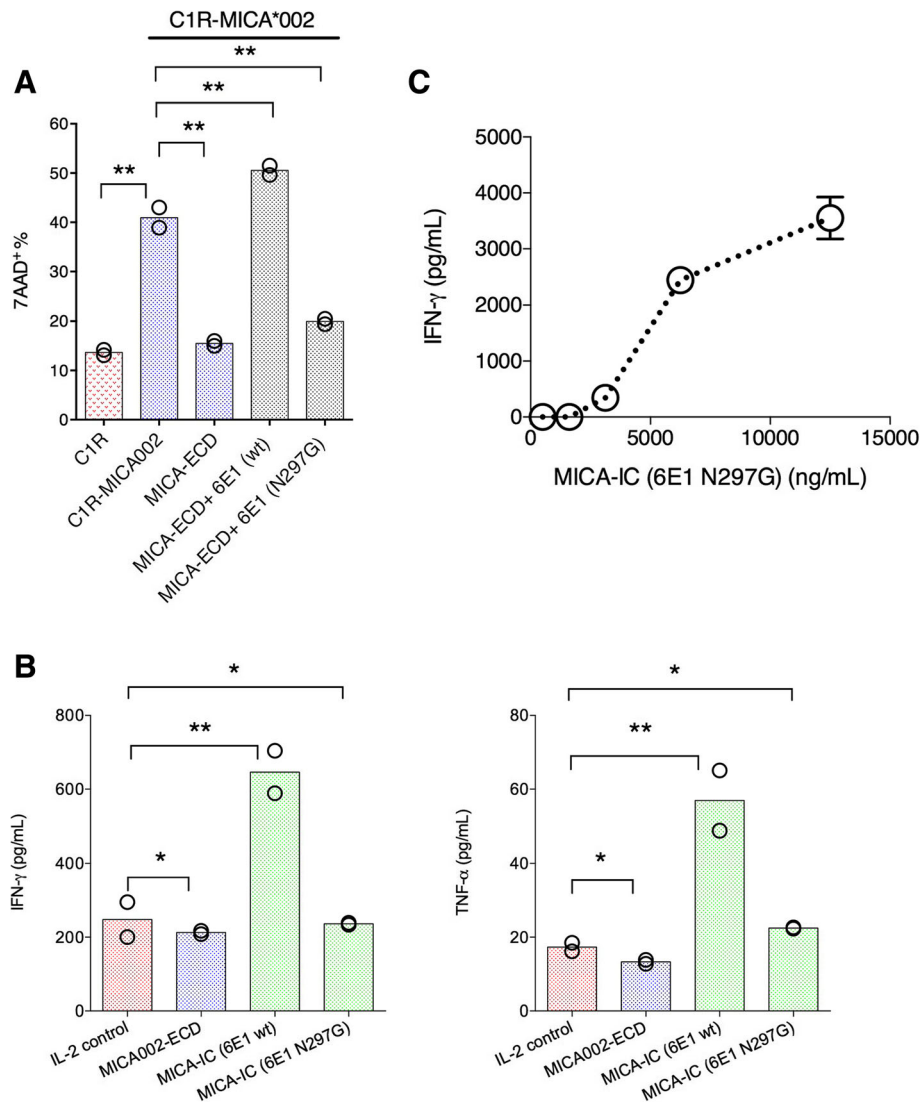 C1R-MICA*002
A
**
**
**
**
7AAD+ %
60
50
40
30
20
10
0
C1R
C1R-MICA002
MICA-ECD
MICA-ECD+ 6E1 (wt)
MICA-ECD+ 6E1 (N297G)
C
IFN-γ (pg/mL)
5000
4000
3000
2000
1000
0
0 5000 10000 15000
MICA-IC (6E1 N297G) (ng/mL)
B
*
**
*
IFN-γ (pg/mL)
800
600
400
200
0
IL-2 control
MICA002-ECD
MICA-IC (6E1 wt)
MICA-IC (6E1 N297G)
*
**
*
TNF-α (pg/mL)
80
60
40
20
0
IL-2 control
MICA002-ECD
MICA-IC (6E1 wt)
MICA-IC (6E1 N297G)